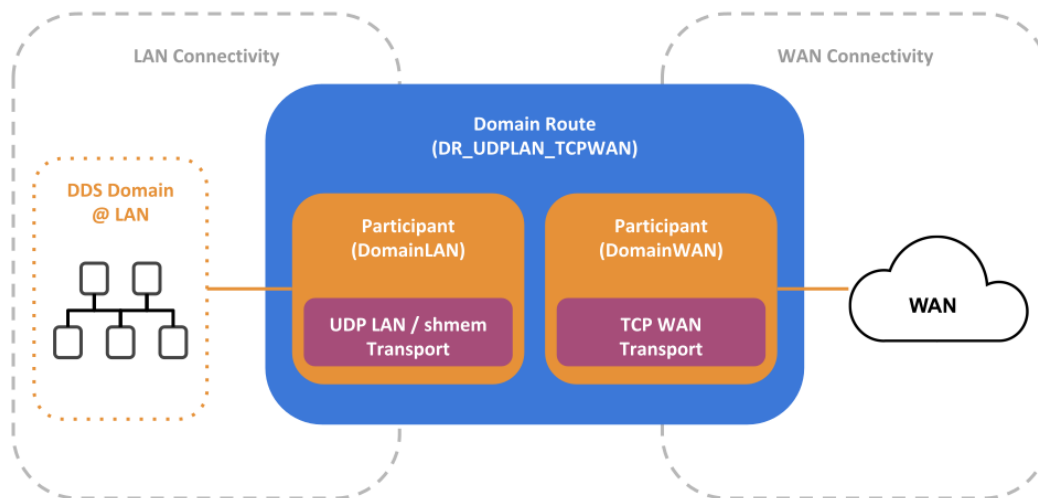 LAN Connectivity
WAN Connectivity
Domain Route
(DR_UDPLAN_TCPWAN)
DDS Domain
@ LAN
Participant
(DomainLAN)
Participant
(DomainWAN)
UDP LAN / shmem
Transport
TCP WAN
Transport
WAN